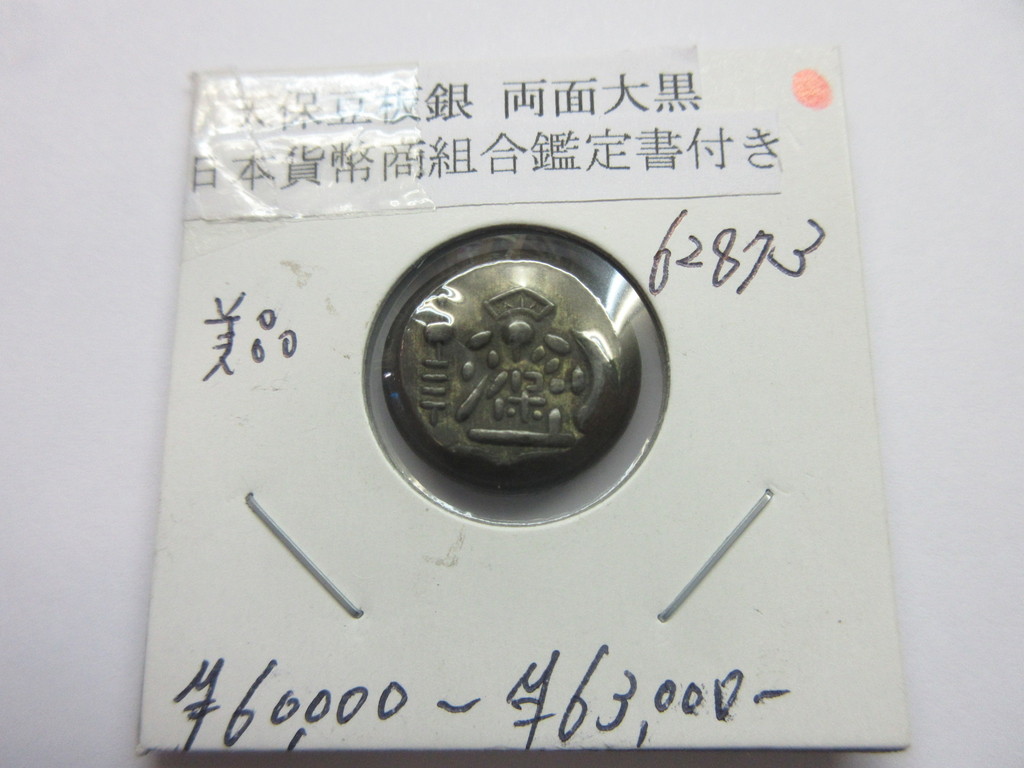 天保豆板銀 両面大黒
日本貨幣商組合鑑定書付き
62873
美品
保
¥60,000- ¥63,000-